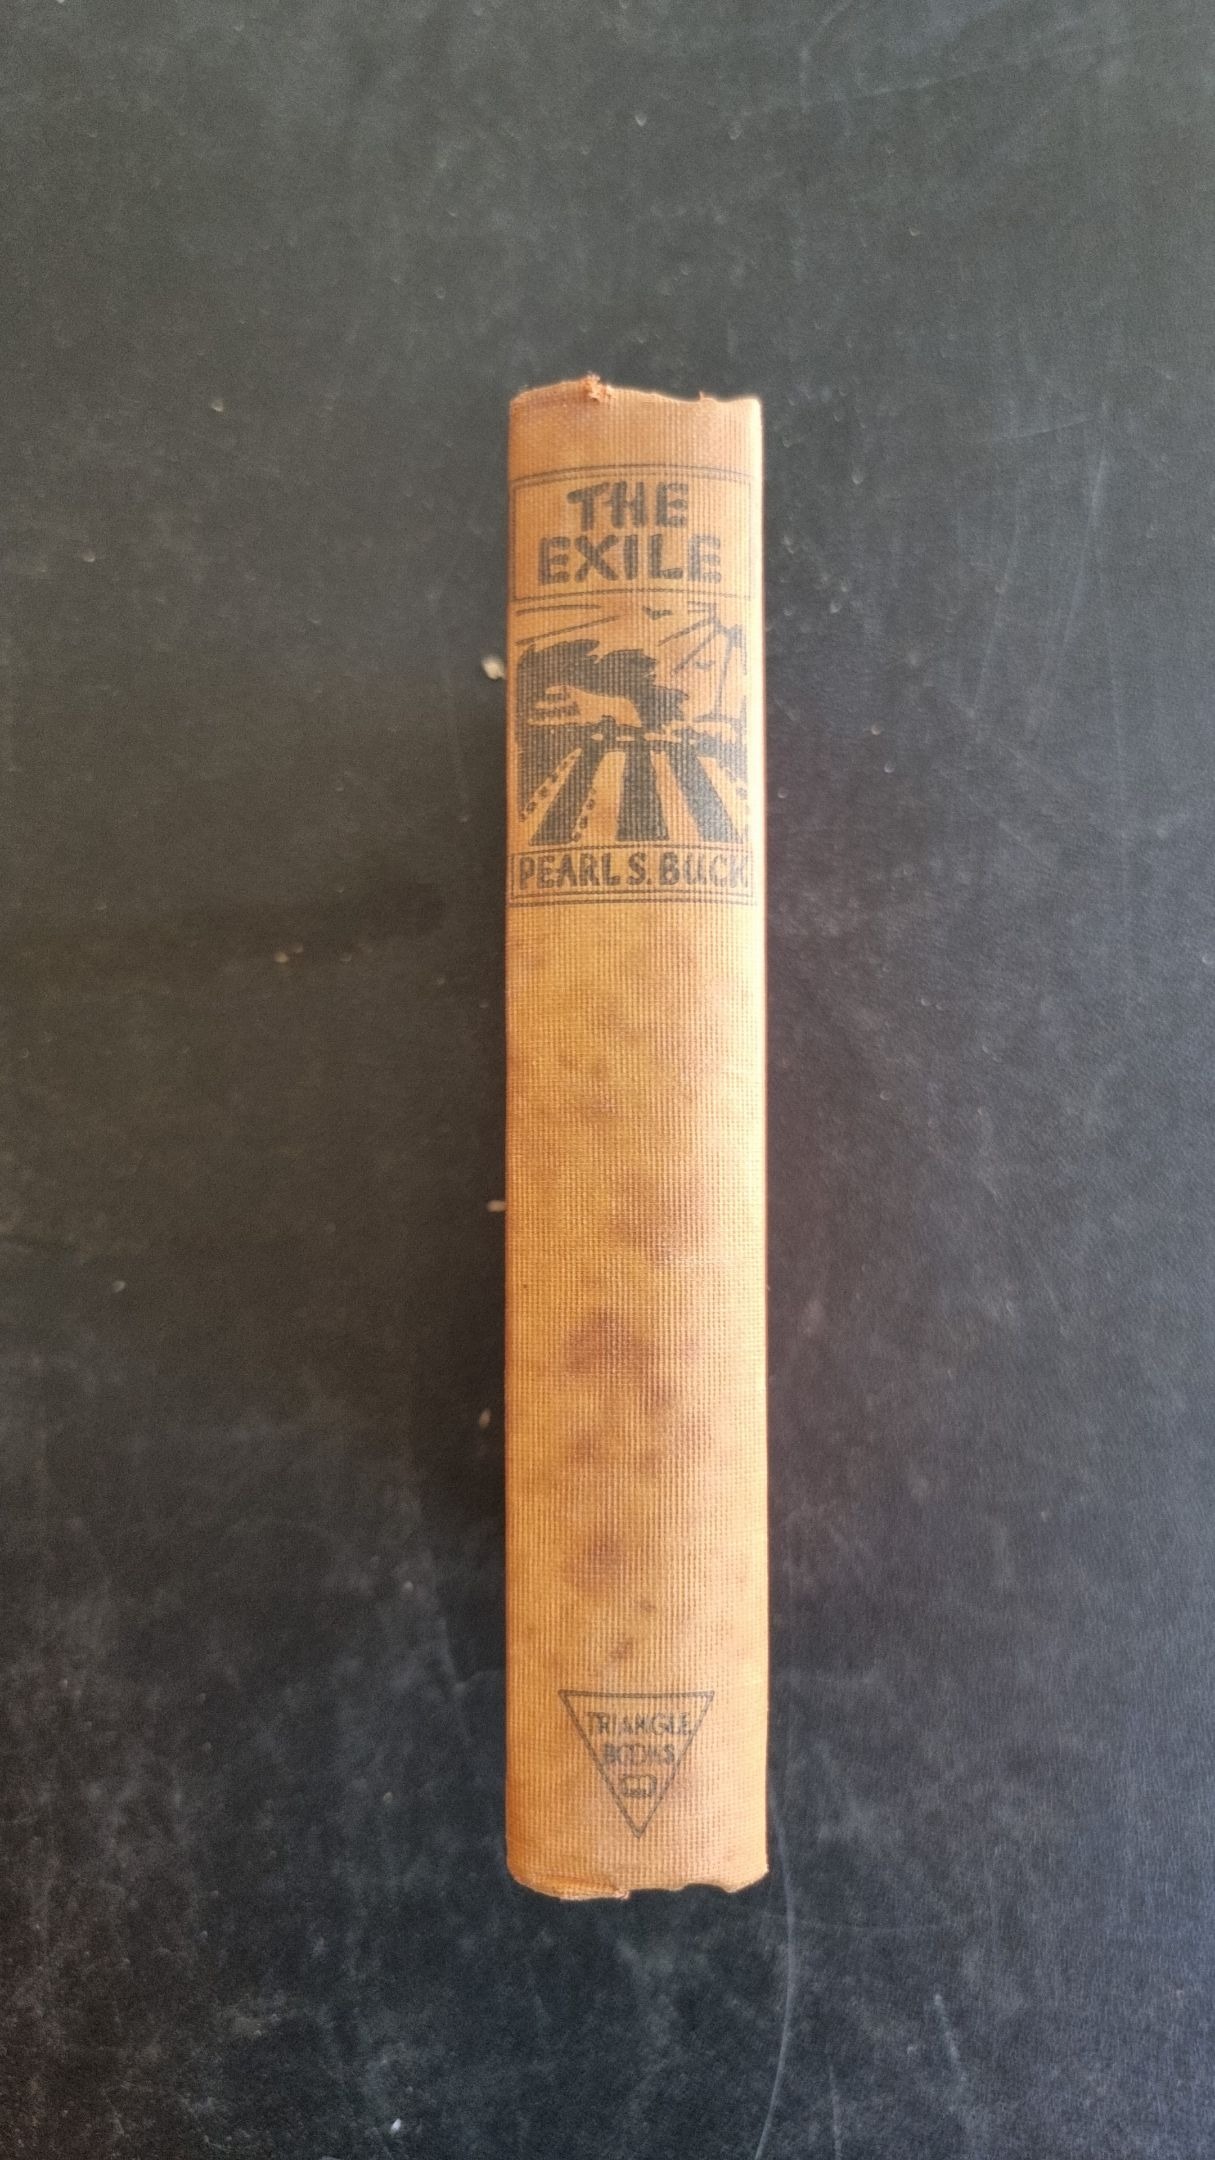 THE
EXILE
PEARL S. BUCK
TRIANGLE
BOOKS